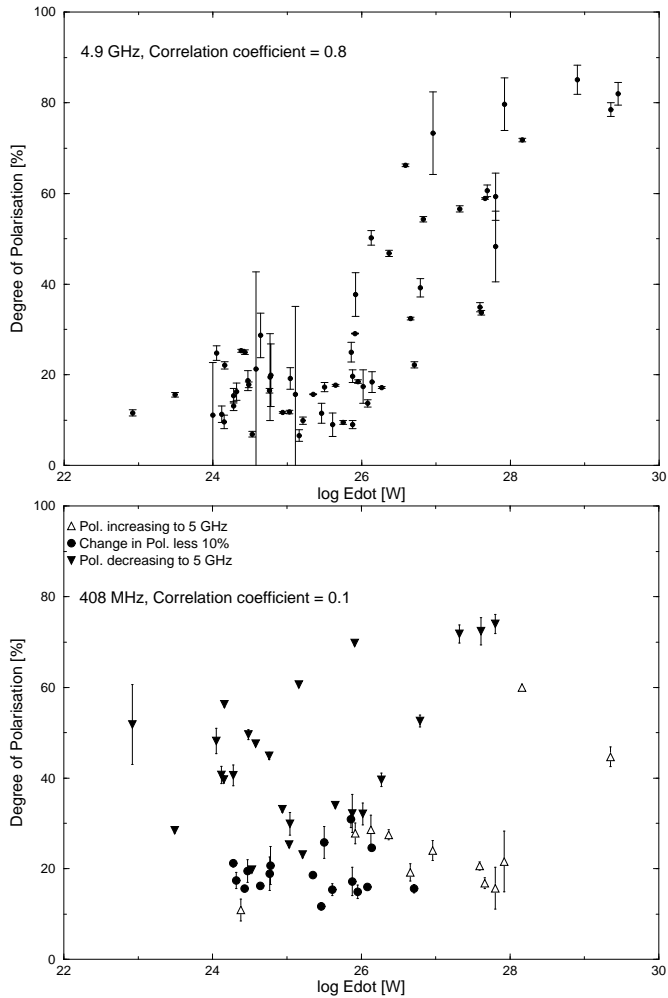 100
4.9 GHz, Correlation coefficient = 0.8
80
60
40
20
0
Degree of Polarisation [%]
22 24 26 28 30
log Edot [W]
100
Pol. increasing to 5 GHz
Change in Pol. less 10%
Pol. decreasing to 5 GHz
408 MHz, Correlation coefficient = 0.1
80
60
40
20
0
Degree of Polarisation [%]
22 24 26 28 30
log Edot [W]